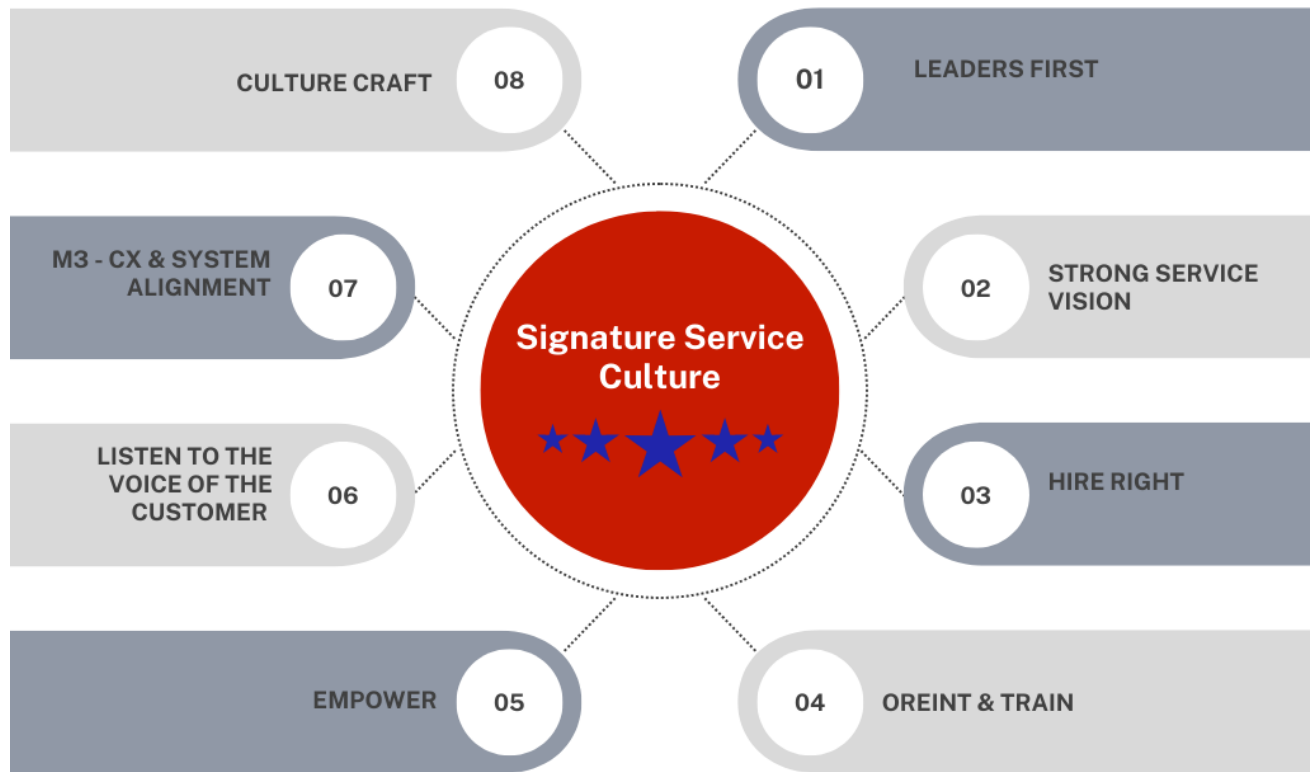 Signature Service
Culture
01
LEADERS FIRST
02
STRONG SERVICE
VISION
03
HIRE RIGHT
04
OREINT & TRAIN
05
EMPOWER
06
LISTEN TO THE
VOICE OF THE
CUSTOMER
07
M3 - CX & SYSTEM
ALIGNMENT
08
CULTURE CRAFT